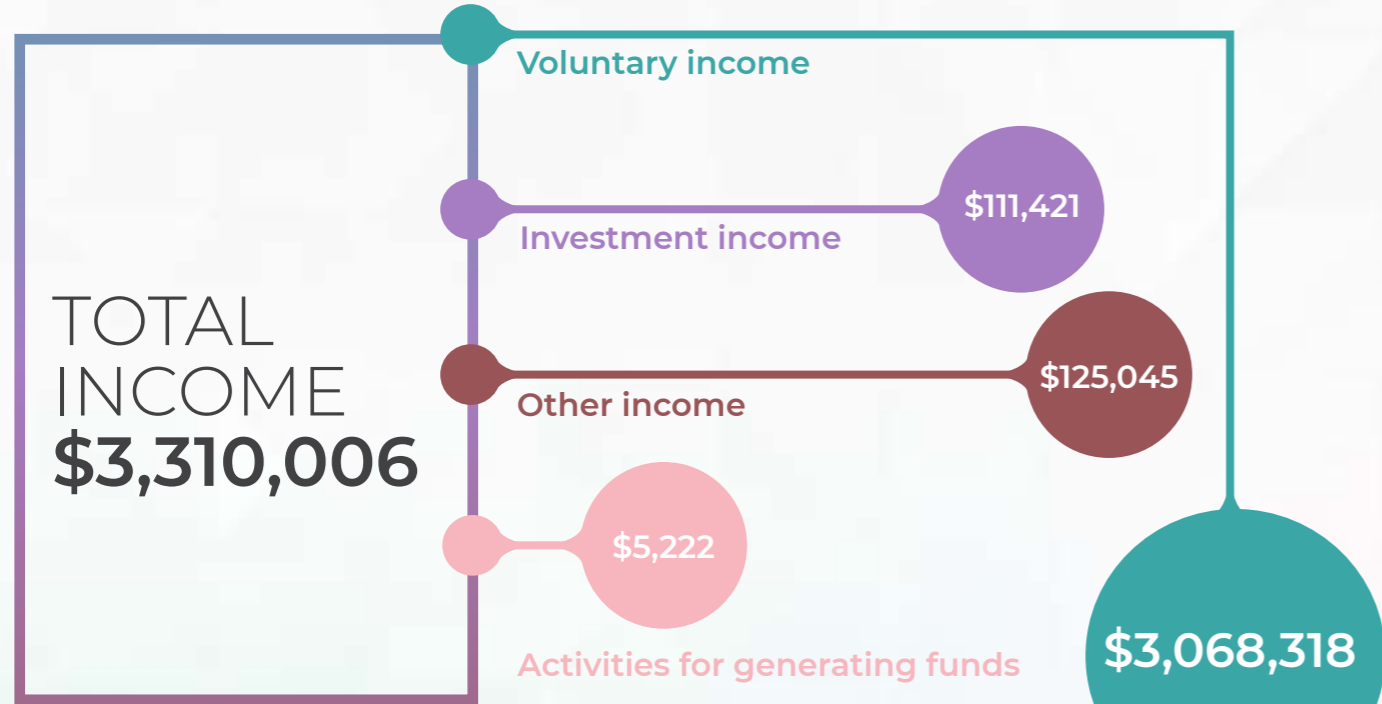 Voluntary income
$111,421
Investment income
TOTAL
INCOME
$3,310,006
$125,045
Other income
$5,222
Activities for generating funds
$3,068,318